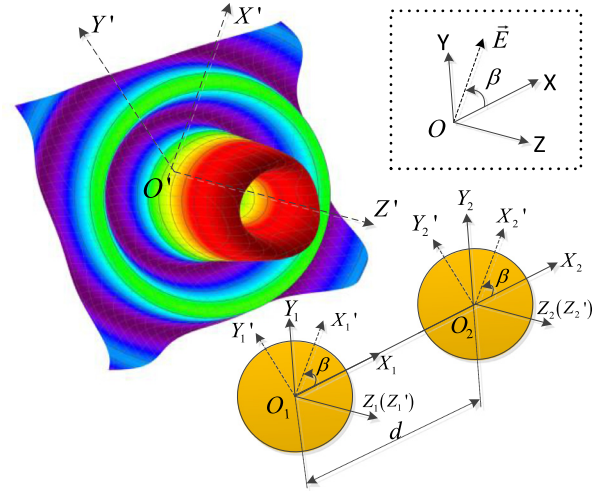 Y'
X'
O'
Z'
Y
E⃗
β
X
O
Z
Y₂
Y₂'
X₂'
X₂
β
O₂
Z₂(Z₂')
Y₁
Y₁'
X₁'
β
X₁
O₁
Z₁(Z₁')
d